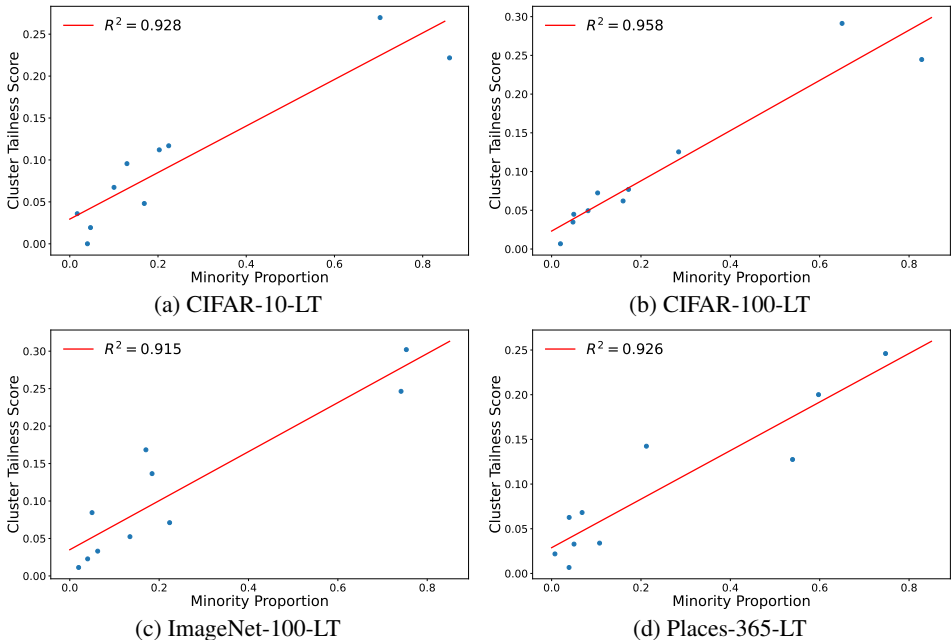 R² = 0.928
0.25
0.20
0.15
0.10
0.05
0.00
Cluster Tailness Score
0.0 0.2 0.4 0.6 0.8
Minority Proportion
(a) CIFAR-10-LT
R² = 0.958
0.30
0.25
0.20
0.15
0.10
0.05
0.00
Cluster Tailness Score
0.0 0.2 0.4 0.6 0.8
Minority Proportion
(b) CIFAR-100-LT
R² = 0.915
0.30
0.25
0.20
0.15
0.10
0.05
0.00
Cluster Tailness Score
0.0 0.2 0.4 0.6 0.8
Minority Proportion
(c) ImageNet-100-LT
R² = 0.926
0.25
0.20
0.15
0.10
0.05
0.00
Cluster Tailness Score
0.0 0.2 0.4 0.6 0.8
Minority Proportion
(d) Places-365-LT